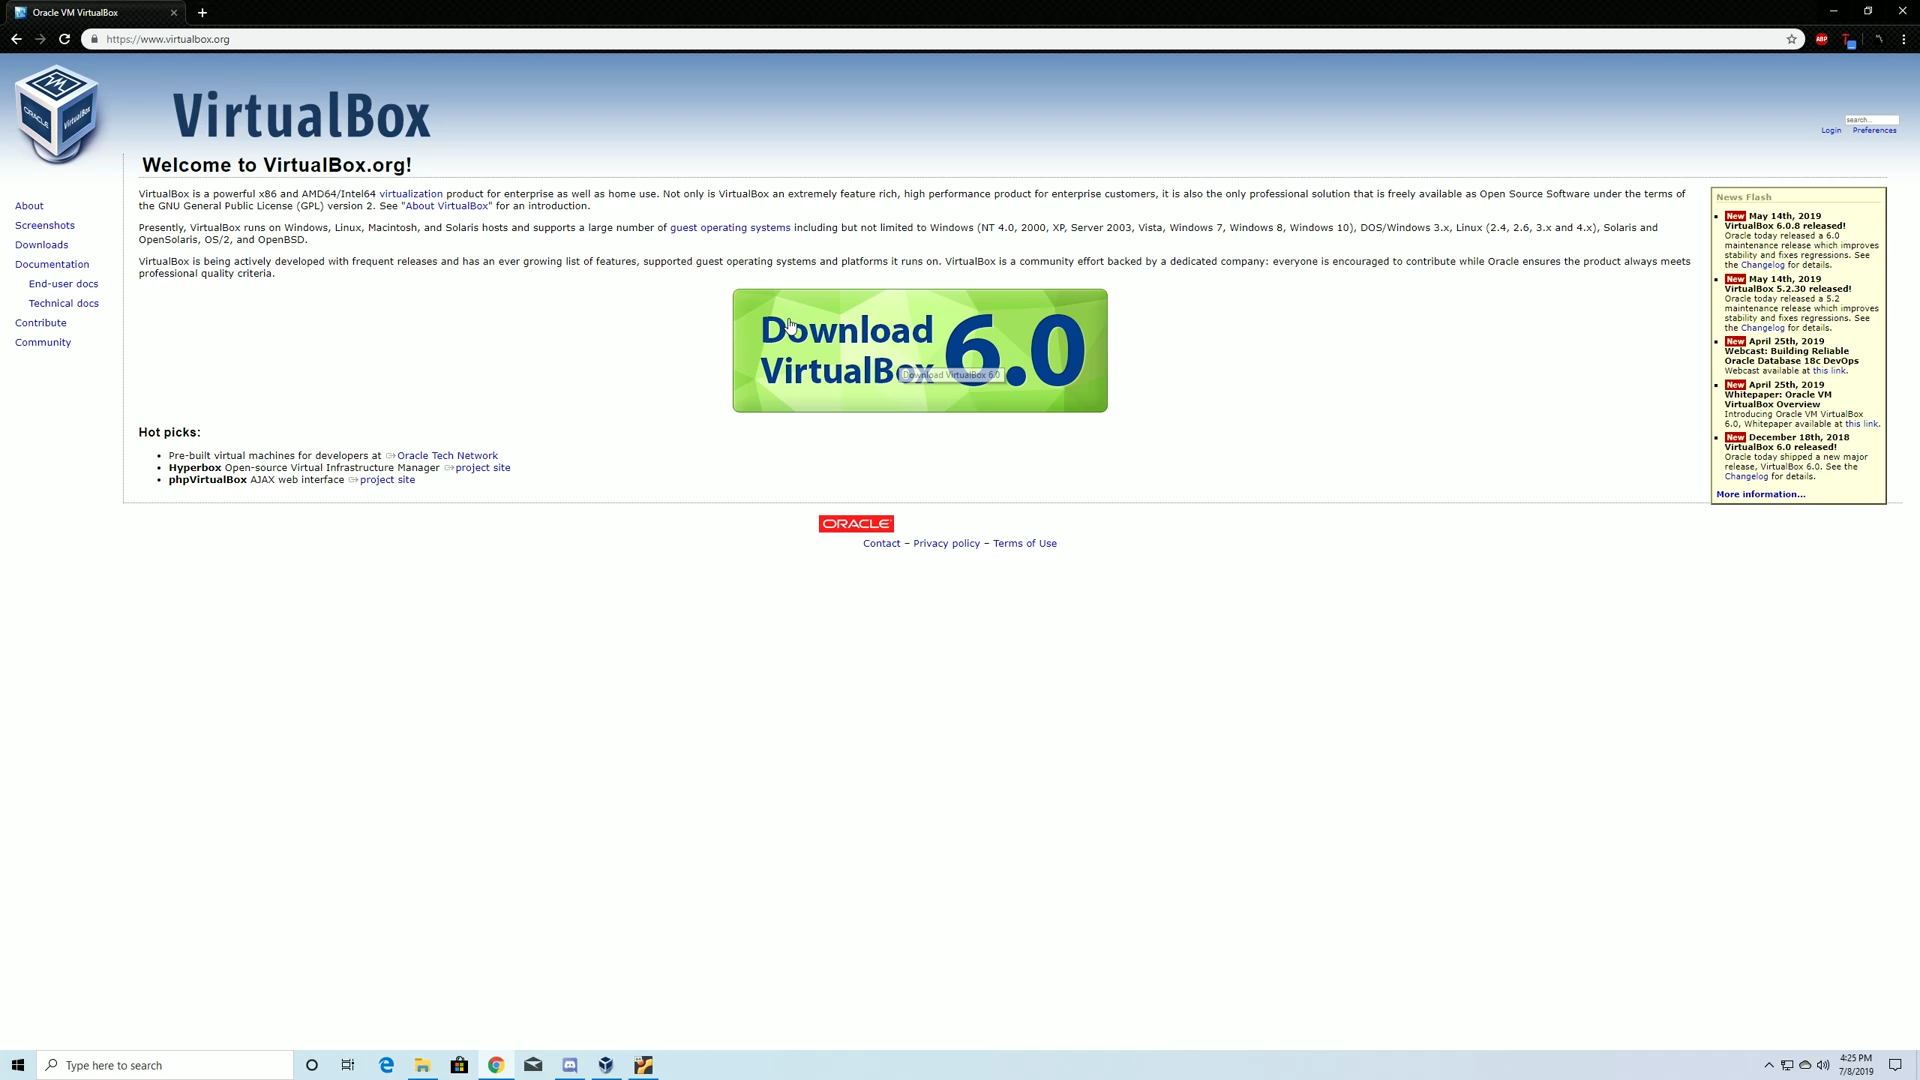 Oracle VM VirtualBox
https://www.virtualbox.org
ABP
VM
ORACLE
VirtualBox
VirtualBox
search...
Login Preferences
Welcome to VirtualBox.org!
About
Screenshots
Downloads
Documentation
End-user docs
Technical docs
Contribute
Community
VirtualBox is a powerful x86 and AMD64/Intel64 virtualization product for enterprise as well as home use. Not only is VirtualBox an extremely feature rich, high performance product for enterprise customers, it is also the only professional solution that is freely available as Open Source Software under the terms of
the GNU General Public License (GPL) version 2. See "About VirtualBox" for an introduction.
Presently, VirtualBox runs on Windows, Linux, Macintosh, and Solaris hosts and supports a large number of guest operating systems including but not limited to Windows (NT 4.0, 2000, XP, Server 2003, Vista, Windows 7, Windows 8, Windows 10), DOS/Windows 3.x, Linux (2.4, 2.6, 3.x and 4.x), Solaris and
OpenSolaris, OS/2, and OpenBSD.
VirtualBox is being actively developed with frequent releases and has an ever growing list of features, supported guest operating systems and platforms it runs on. VirtualBox is a community effort backed by a dedicated company: everyone is encouraged to contribute while Oracle ensures the product always meets
professional quality criteria.
Download
VirtualBox 6.0
Download VirtualBox 6.0
Hot picks:
• Pre-built virtual machines for developers at Oracle Tech Network
• Hyperbox Open-source Virtual Infrastructure Manager project site
• phpVirtualBox AJAX web interface project site
News Flash
New May 14th, 2019
VirtualBox 6.0.8 released!
Oracle today released a 6.0
maintenance release which improves
stability and fixes regressions. See
the Changelog for details.
New May 14th, 2019
VirtualBox 5.2.30 released!
Oracle today released a 5.2
maintenance release which improves
stability and fixes regressions. See
the Changelog for details.
New April 25th, 2019
Webcast: Building Reliable
Oracle Database 18c DevOps
Webcast available at this link.
New April 25th, 2019
Whitepaper: Oracle VM
VirtualBox Overview
Introducing Oracle VM VirtualBox
6.0, Whitepaper available at this link.
New December 18th, 2018
VirtualBox 6.0 released!
Oracle today shipped a new major
release, VirtualBox 6.0. See the
Changelog for details.
More information...
ORACLE
Contact – Privacy policy – Terms of Use
Type here to search
4:25 PM
7/8/2019